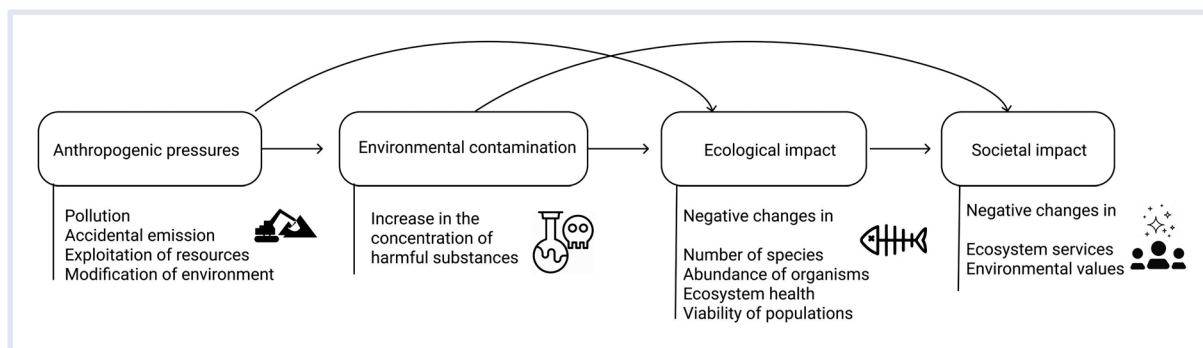 Anthropogenic pressures
Pollution
Accidental emission
Exploitation of resources
Modification of environment
Environmental contamination
Increase in the
concentration of
harmful substances
Ecological impact
Negative changes in
Number of species
Abundance of organisms
Ecosystem health
Viability of populations
Societal impact
Negative changes in
Ecosystem services
Environmental values